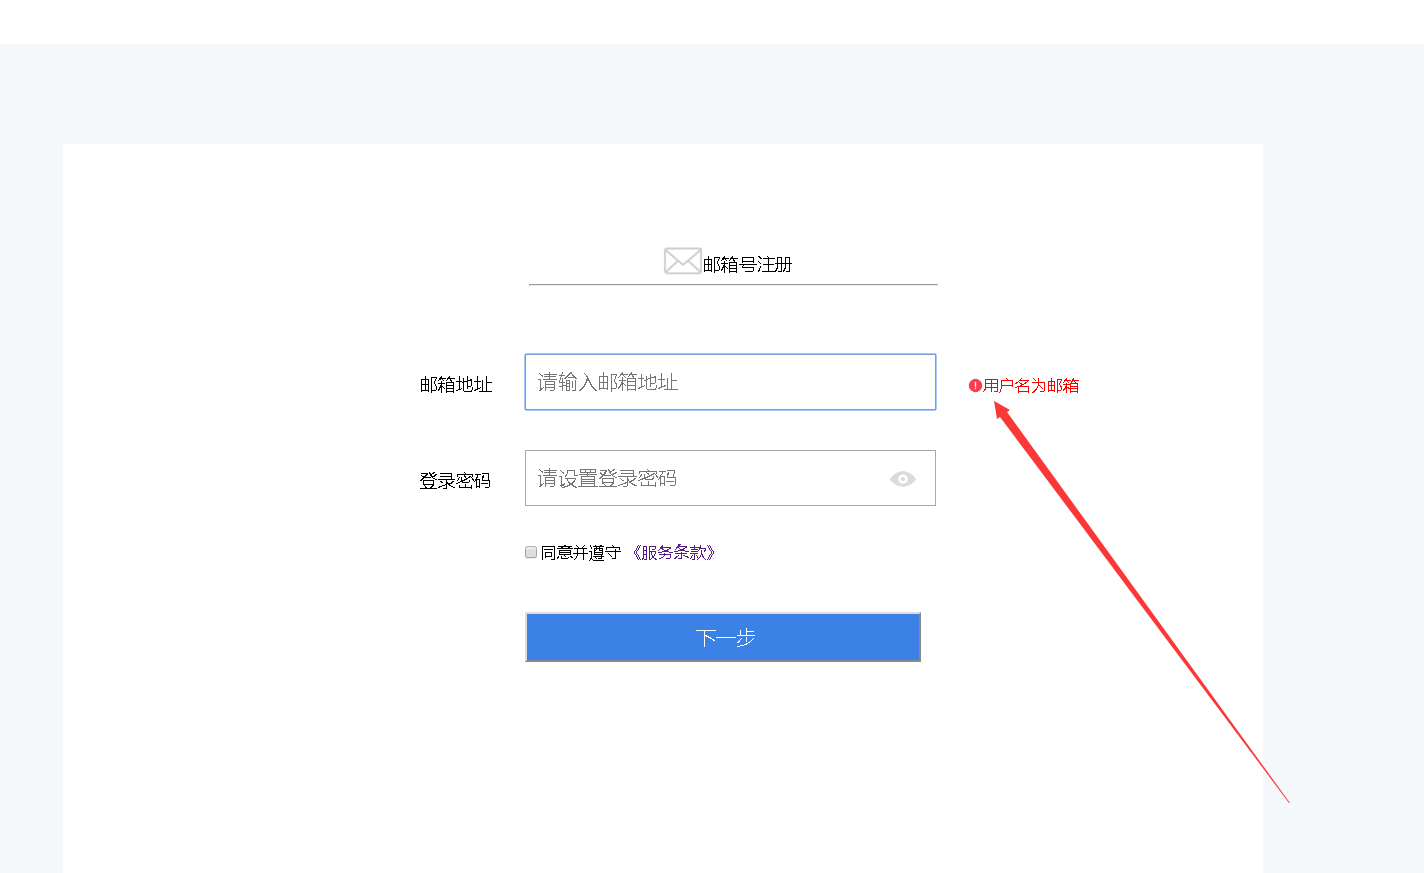 邮箱号注册
邮箱地址 请输入邮箱地址 用户名为邮箱
登录密码 请设置登录密码
同意并遵守 《服务条款》
下一步